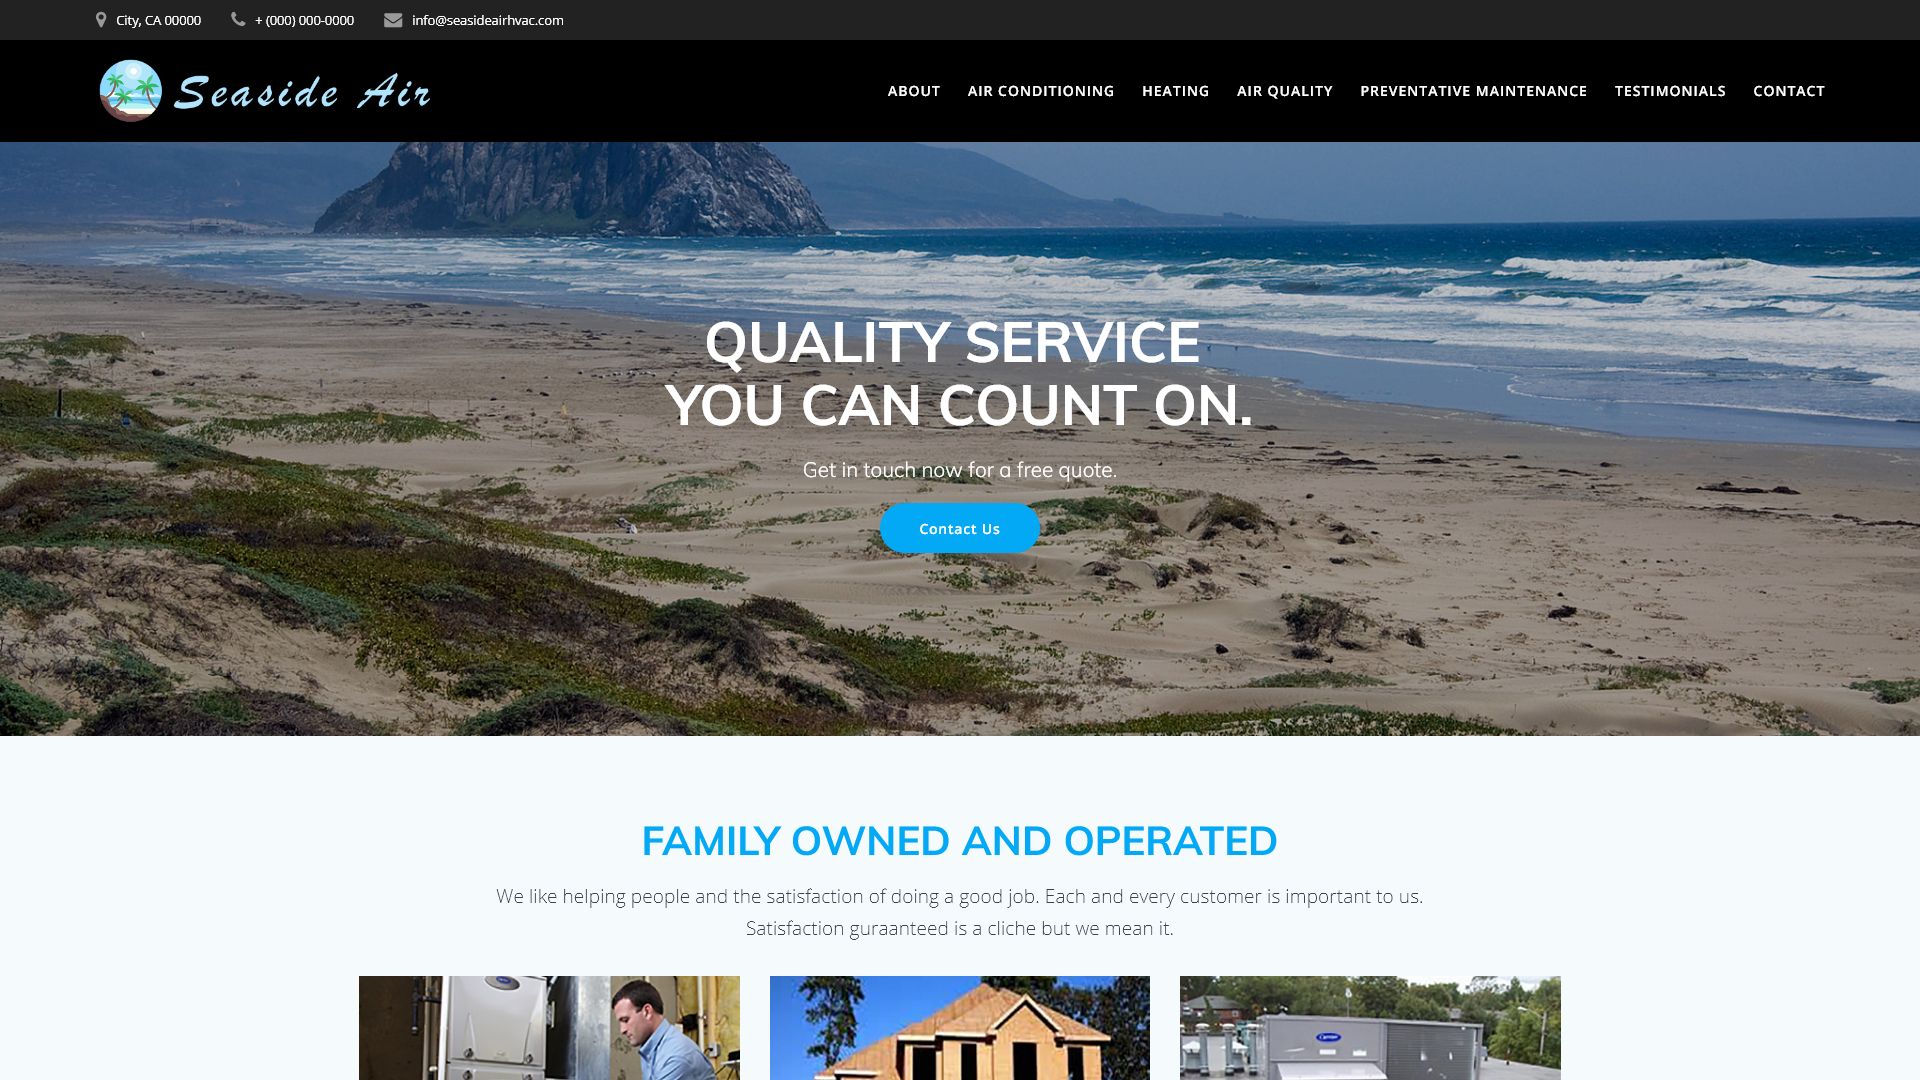 City, CA 00000
+ (000) 000-0000
info@seasideairhvac.com
Seaside Air
ABOUT
AIR CONDITIONING
HEATING
AIR QUALITY
PREVENTATIVE MAINTENANCE
TESTIMONIALS
CONTACT
QUALITY SERVICE
YOU CAN COUNT ON.
Get in touch now for a free quote.
Contact Us
FAMILY OWNED AND OPERATED
We like helping people and the satisfaction of doing a good job. Each and every customer is important to us.
Satisfaction guraanteed is a cliche but we mean it.